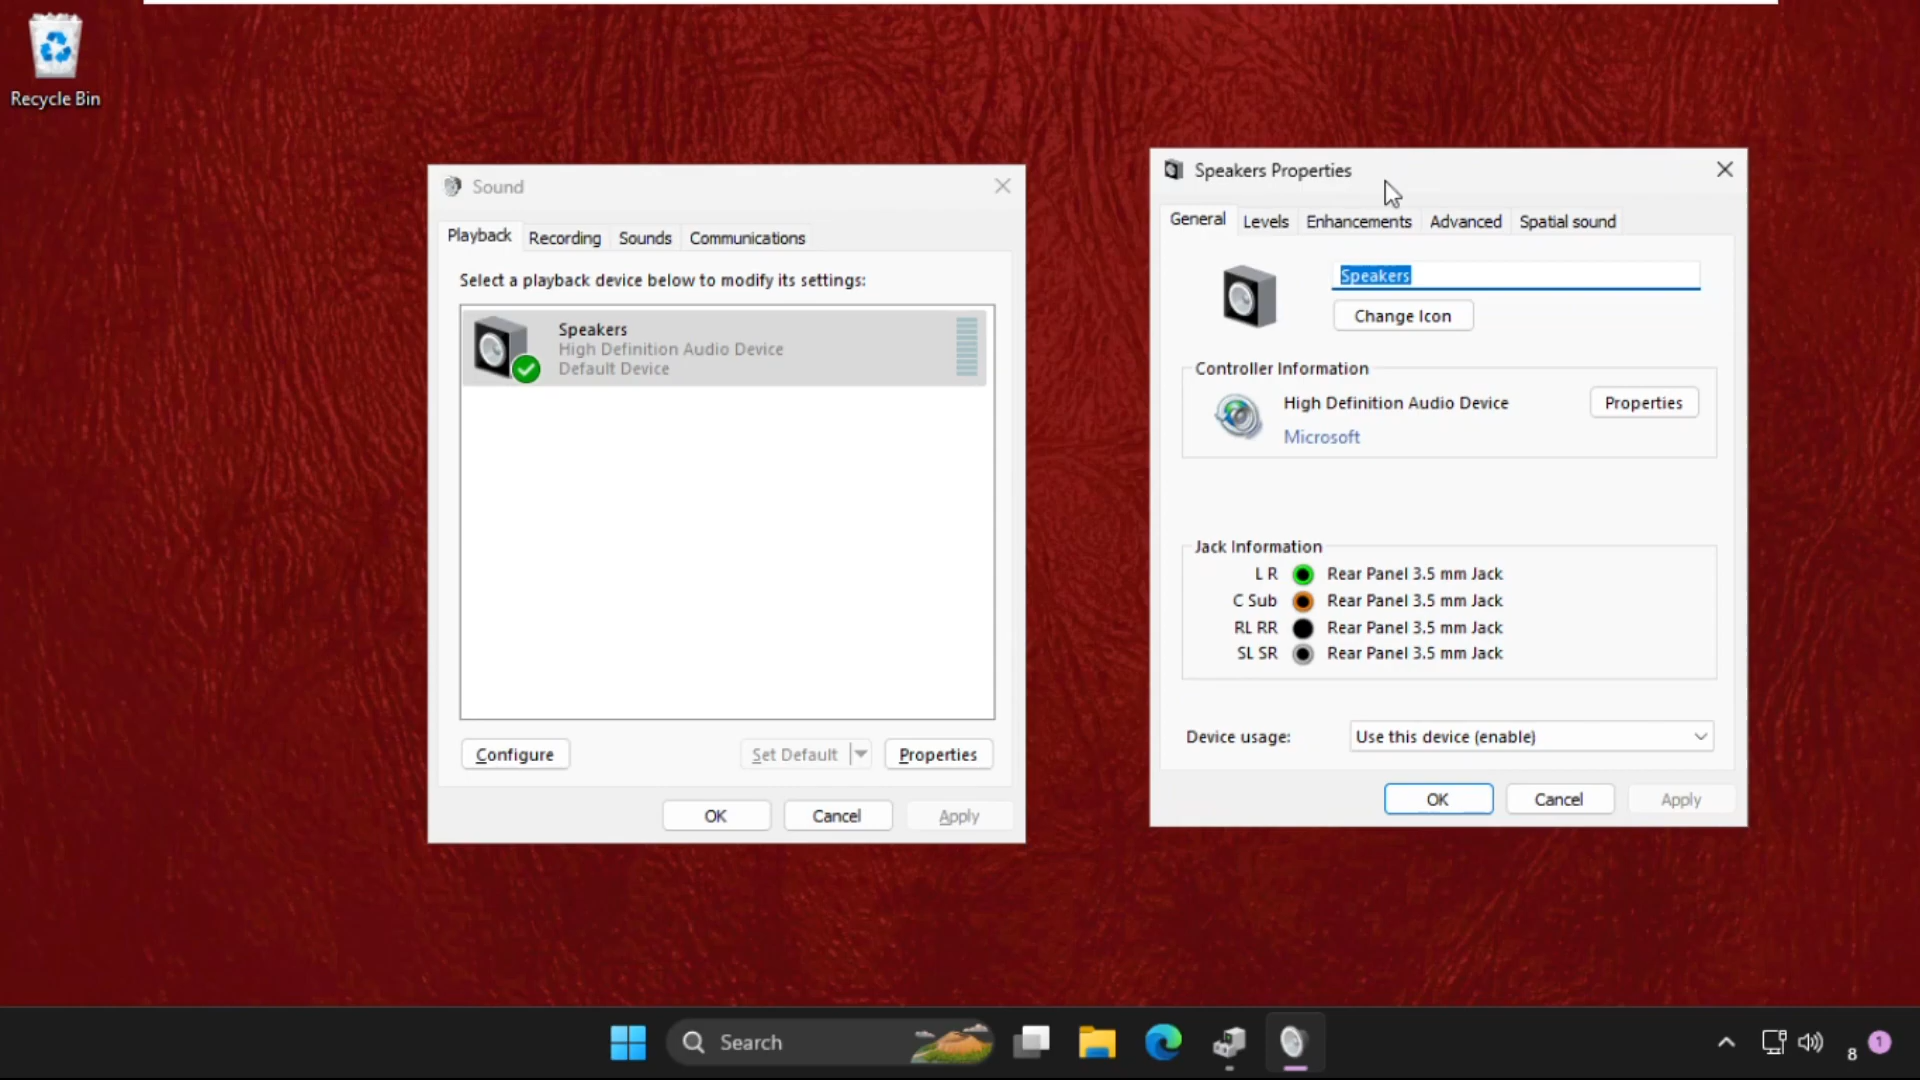 Recycle Bin
Sound
Playback Recording Sounds Communications
Select a playback device below to modify its settings:
Speakers
High Definition Audio Device
Default Device
Configure Set Default Properties
OK Cancel Apply
Speakers Properties
General Levels Enhancements Advanced Spatial sound
Speakers
Change Icon
Controller Information
High Definition Audio Device Properties
Microsoft
Jack Information
L R Rear Panel 3.5 mm Jack
C Sub Rear Panel 3.5 mm Jack
RL RR Rear Panel 3.5 mm Jack
SL SR Rear Panel 3.5 mm Jack
Device usage: Use this device (enable)
OK Cancel Apply
Search
8 1